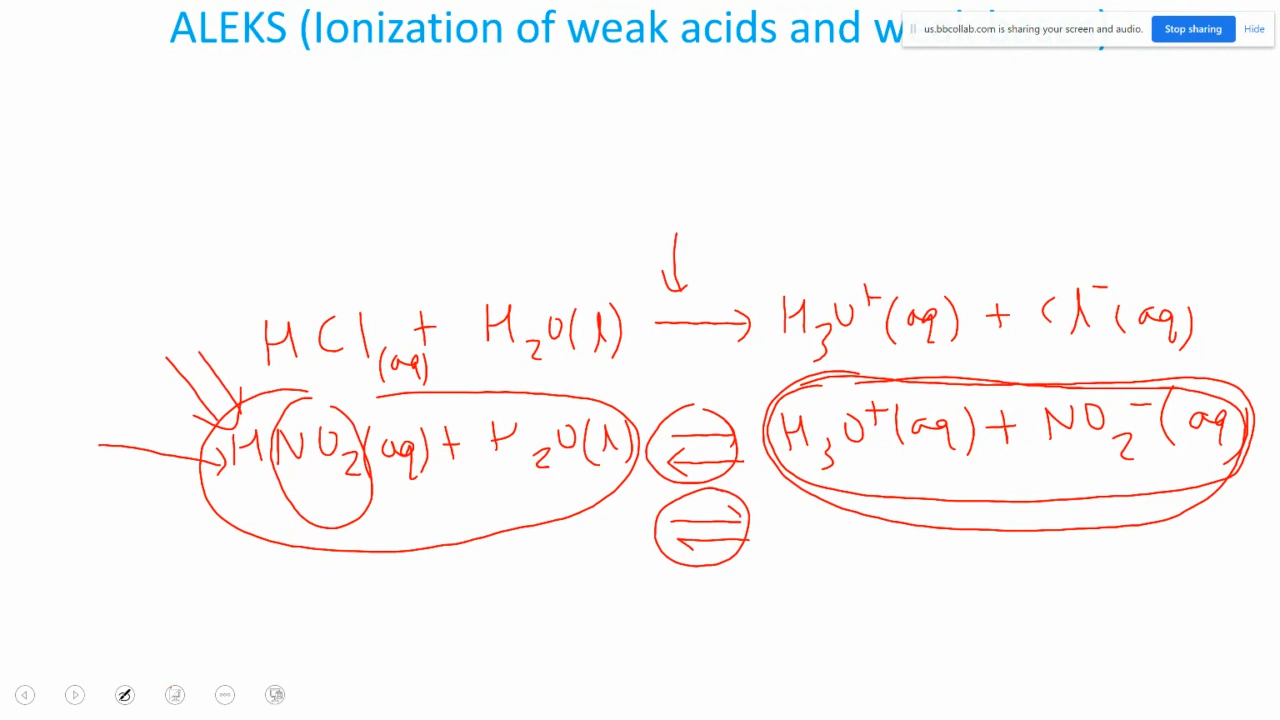 ALEKS (Ionization of weak acids and w
us.bbcollab.com is sharing your screen and audio. Stop sharing Hide
HCl(aq) + H₂O(l) → H₃O⁺(aq) + Cl⁻(aq)
HNO₂(aq) + H₂O(l) ⇌ H₃O⁺(aq) + NO₂⁻(aq)
⇌